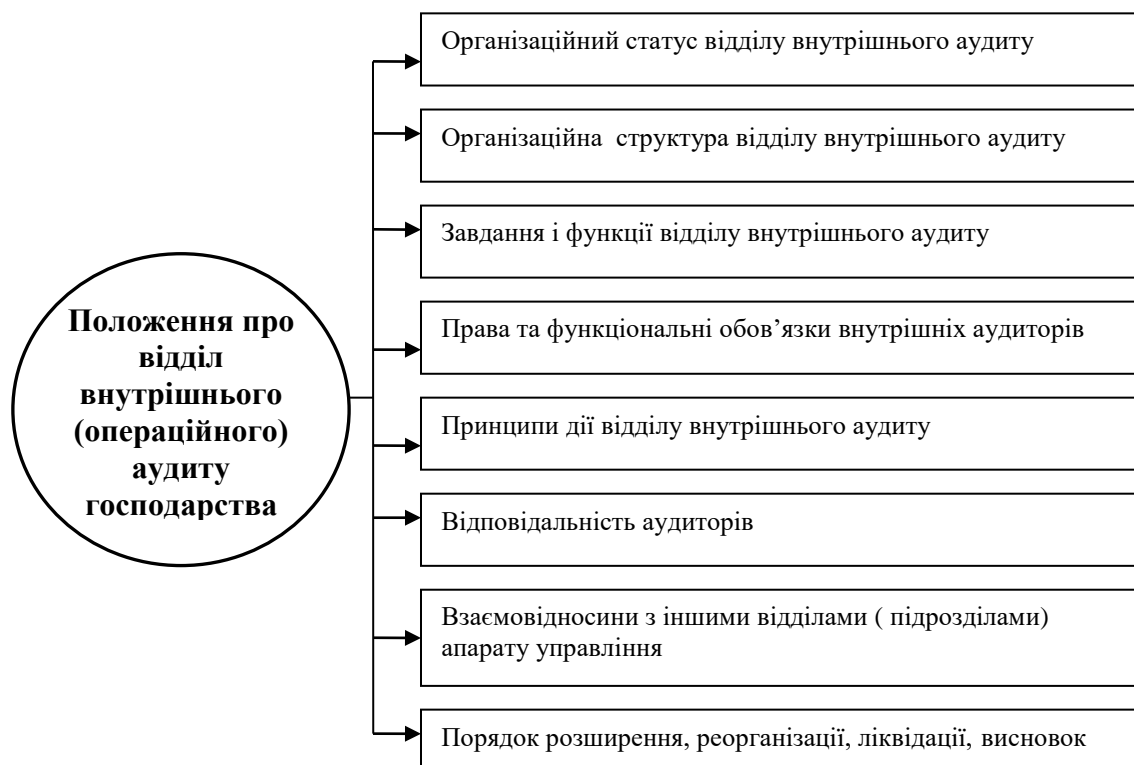 Положення про
відділ
внутрішнього
(операційного)
аудиту
господарства
Організаційний статус відділу внутрішнього аудиту
Організаційна  структура відділу внутрішнього аудиту
Завдання і функції відділу внутрішнього аудиту
Права та функціональні обов’язки внутрішніх аудиторів
Принципи дії відділу внутрішнього аудиту
Відповідальність аудиторів
Взаємовідносини з іншими відділами ( підрозділами)
апарату управління
Порядок розширення, реорганізації, ліквідації, висновок